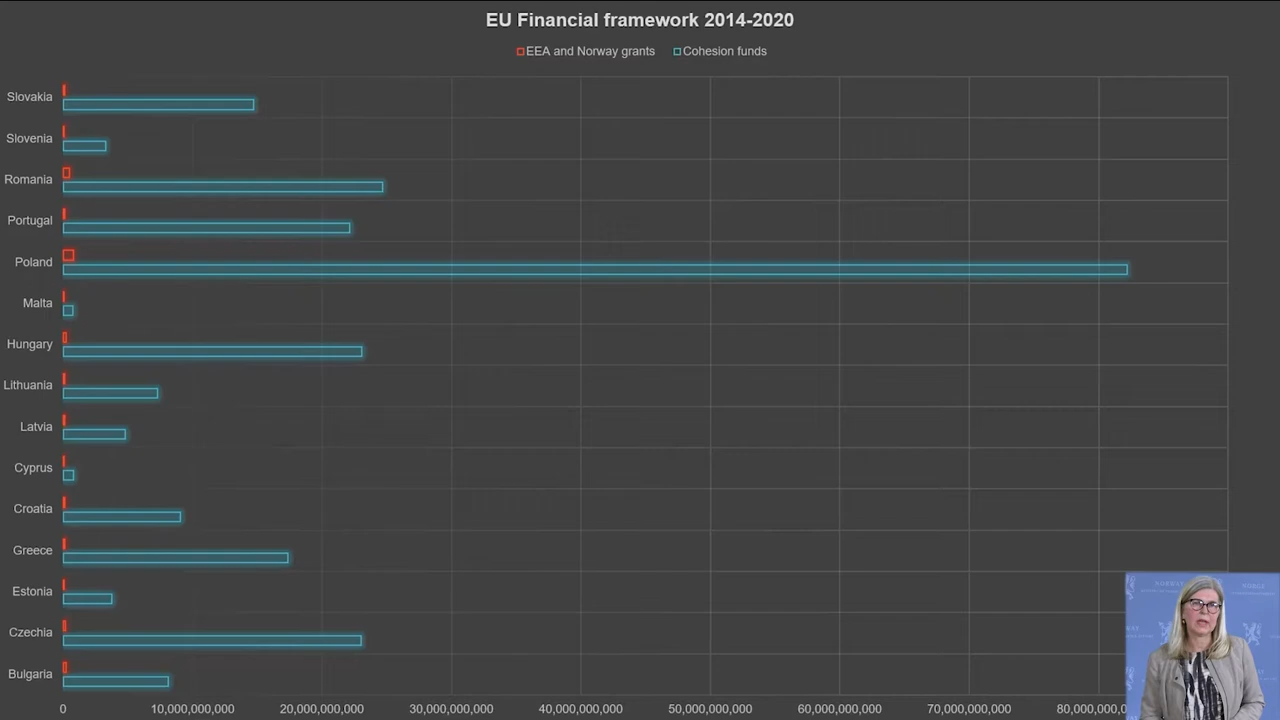 EU Financial framework 2014-2020
EEA and Norway grants Cohesion funds
Slovakia
Slovenia
Romania
Portugal
Poland
Malta
Hungary
Lithuania
Latvia
Cyprus
Croatia
Greece
Estonia
Czechia
Bulgaria
0 10,000,000,000 20,000,000,000 30,000,000,000 40,000,000,000 50,000,000,000 60,000,000,000 70,000,000,000